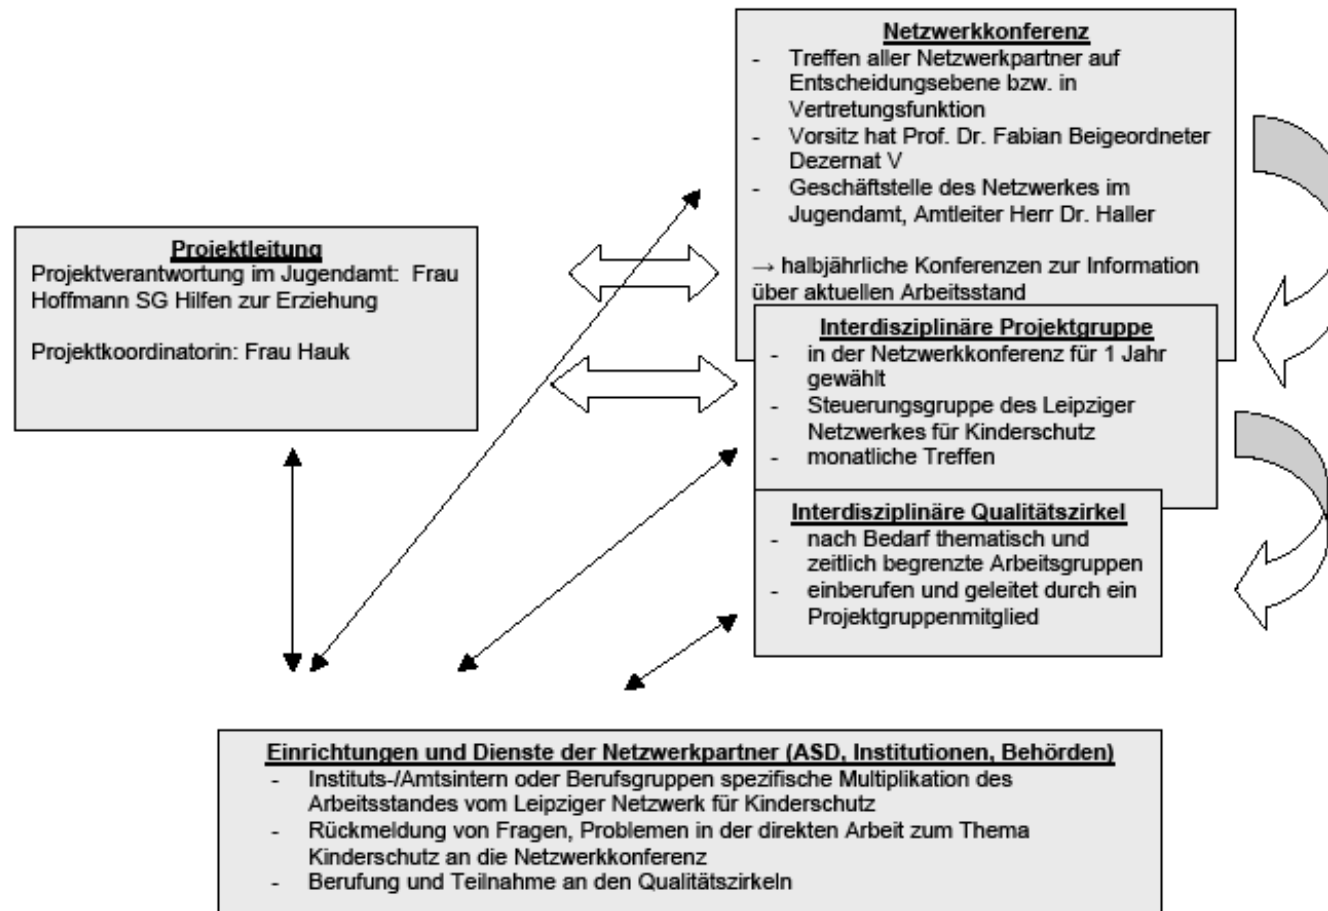 Netzwerkkonferenz
- Treffen aller Netzwerkpartner auf
Entscheidungsebene bzw. in
Vertretungsfunktion
- Vorsitz hat Prof. Dr. Fabian Beigeordneter
Dezernat V
- Geschäftstelle des Netzwerkes im
Jugendamt, Amtleiter Herr Dr. Haller
→ halbjährliche Konferenzen zur Information
über aktuellen Arbeitsstand
Projektleitung
Projektverantwortung im Jugendamt: Frau
Hoffmann SG Hilfen zur Erziehung
Projektkoordinatorin: Frau Hauk
Interdisziplinäre Projektgruppe
- in der Netzwerkkonferenz für 1 Jahr
gewählt
- Steuerungsgruppe des Leipziger
Netzwerkes für Kinderschutz
- monatliche Treffen
Interdisziplinäre Qualitätszirkel
- nach Bedarf thematisch und
zeitlich begrenzte Arbeitsgruppen
- einberufen und geleitet durch ein
Projektgruppenmitglied
Einrichtungen und Dienste der Netzwerkpartner (ASD, Institutionen, Behörden)
- Instituts-/Amtsintern oder Berufsgruppen spezifische Multiplikation des
Arbeitsstandes vom Leipziger Netzwerk für Kinderschutz
- Rückmeldung von Fragen, Problemen in der direkten Arbeit zum Thema
Kinderschutz an die Netzwerkkonferenz
- Berufung und Teilnahme an den Qualitätszirkeln